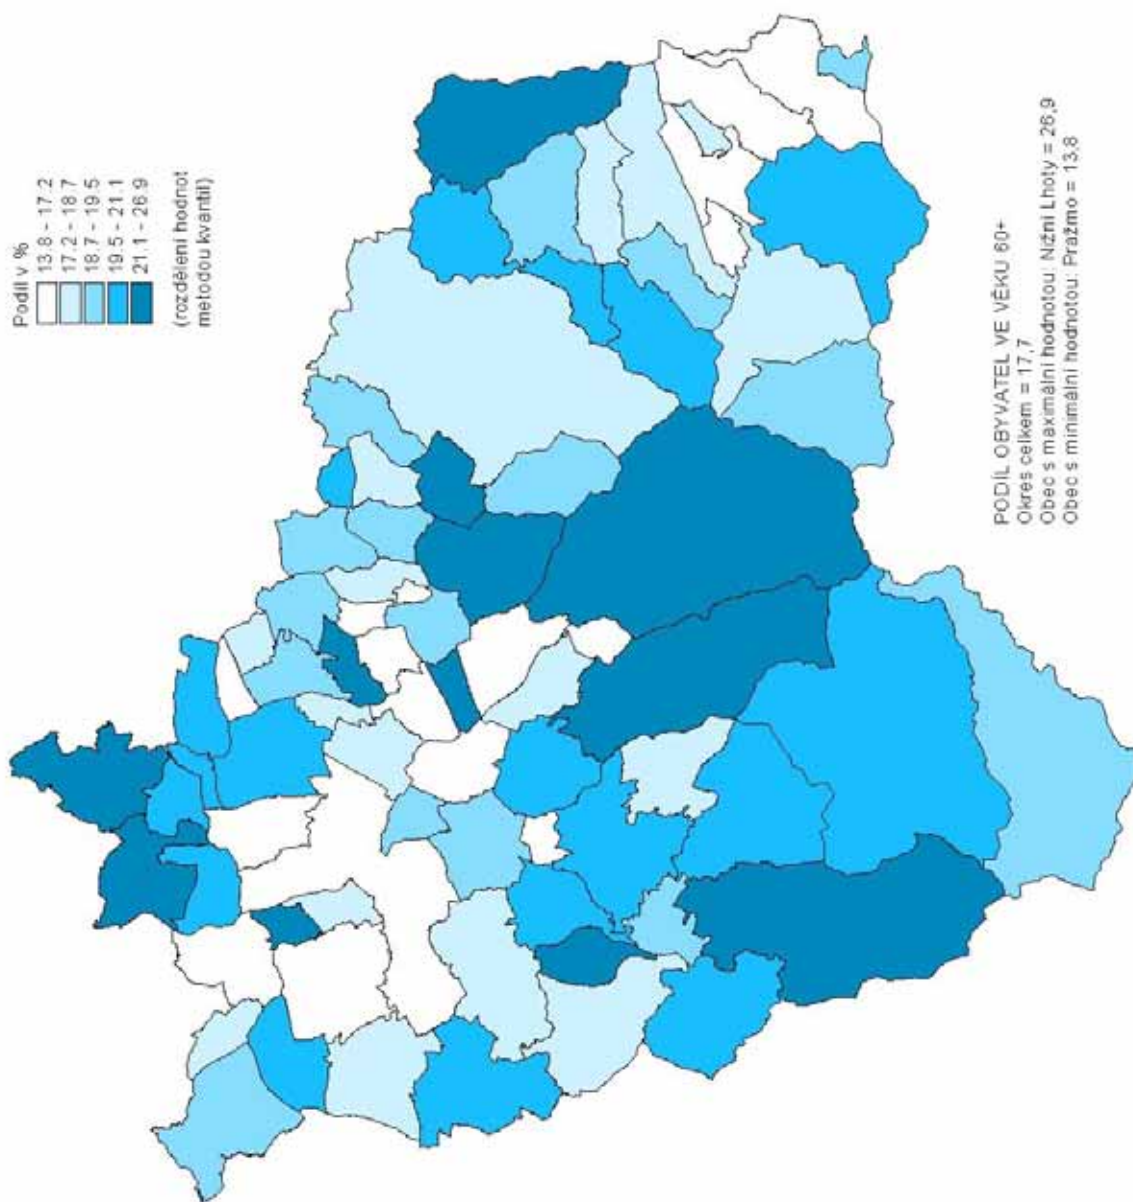 Podíl v %
13.8 - 17.2
17.2 - 18.7
18.7 - 19.5
19.5 - 21.1
21.1 - 26.9
(rozdělení hodnot
metodou kvantil)
PODÍL OBYVATEL VE VĚKU 60+
Okres celkem = 17,7
Obec s maximální hodnotou: Nižní Lhoty = 26,9
Obec s minimální hodnotou: Pražmo = 13,8